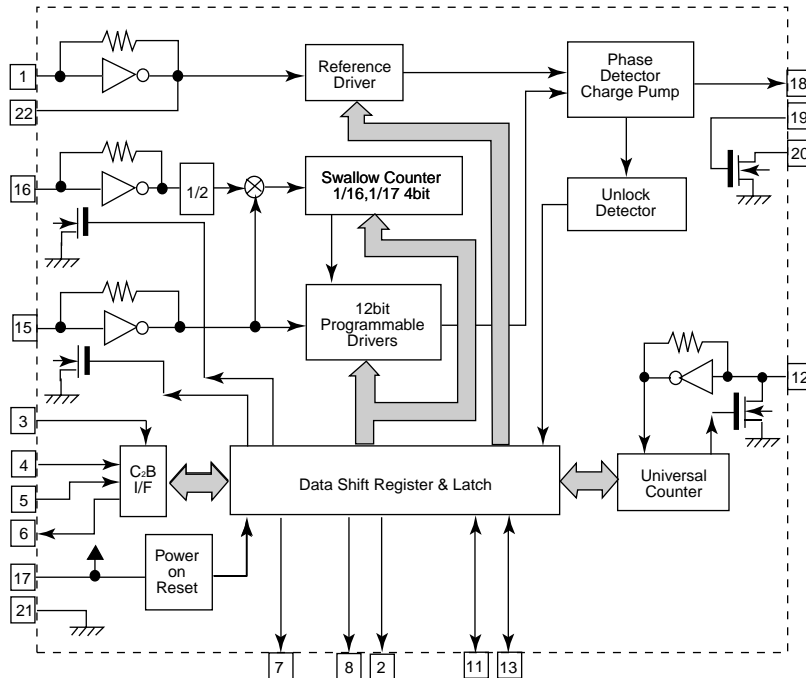 1
22
16
15
3
4
5
6
17
21
Reference
Driver
Phase
Detector
Charge Pump
18
19
20
1/2
Swallow Counter
1/16,1/17 4bit
Unlock
Detector
12bit
Programmable
Drivers
12
C2B
I/F
Data Shift Register & Latch
Universal
Counter
Power
on
Reset
7
8
2
11
13